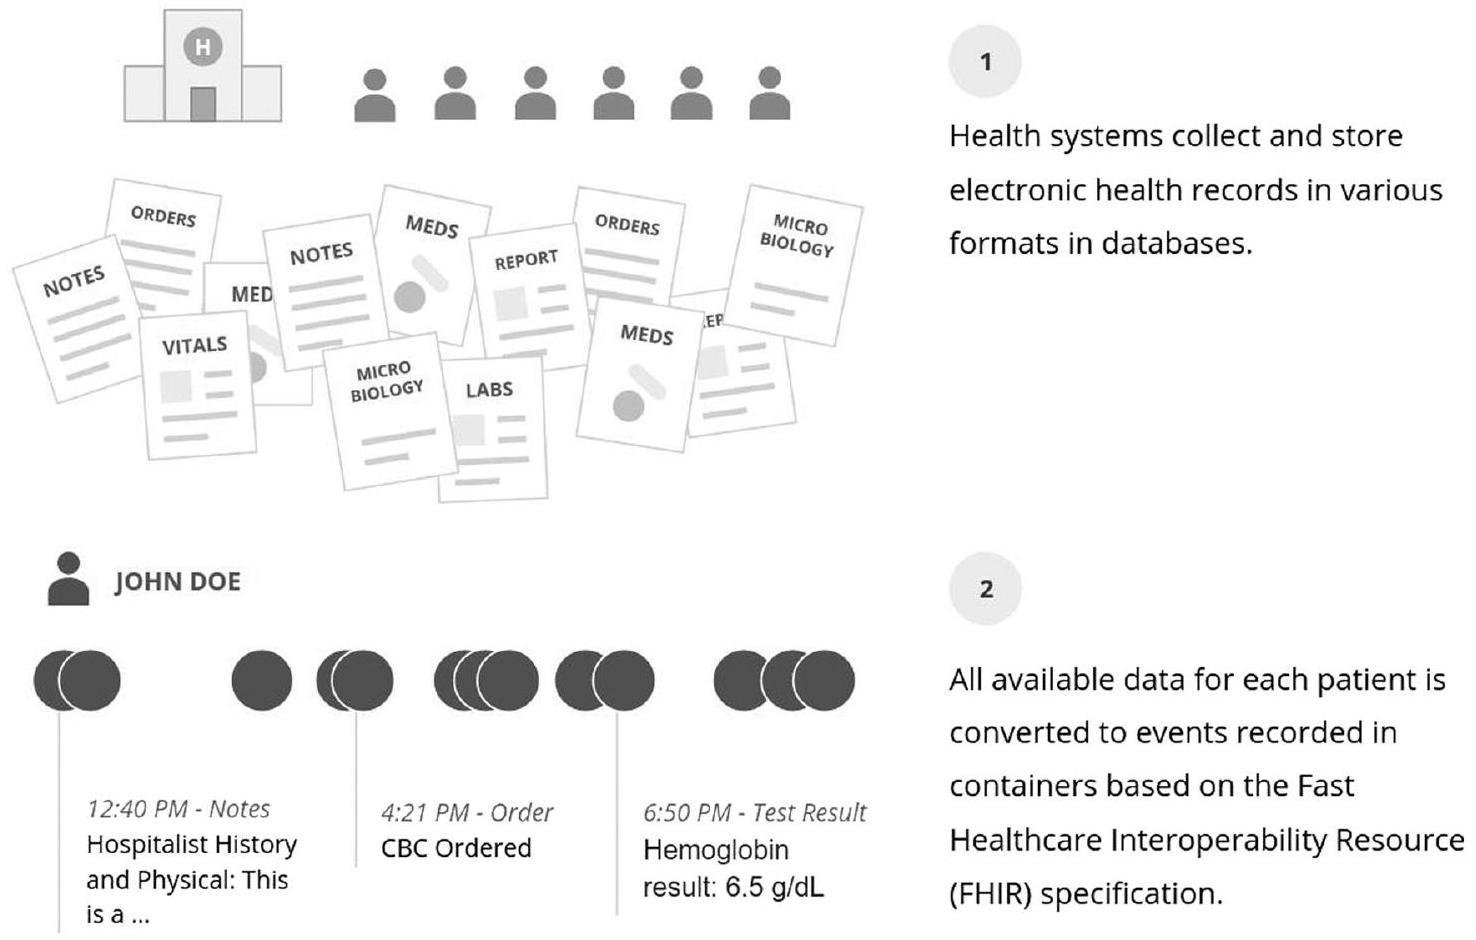 H
1
Health systems collect and store
electronic health records in various
formats in databases.
ORDERS
NOTES
MED
VITALS
NOTES
MEDS
REPORT
ORDERS
MICRO
BIOLOGY
MICRO
BIOLOGY
LABS
MEDS
EP
JOHN DOE
2
All available data for each patient is
converted to events recorded in
containers based on the Fast
Healthcare Interoperability Resource
(FHIR) specification.
12:40 PM - Notes
Hospitalist History
and Physical: This
is a ...
4:21 PM - Order
CBC Ordered
6:50 PM - Test Result
Hemoglobin
result: 6.5 g/dL